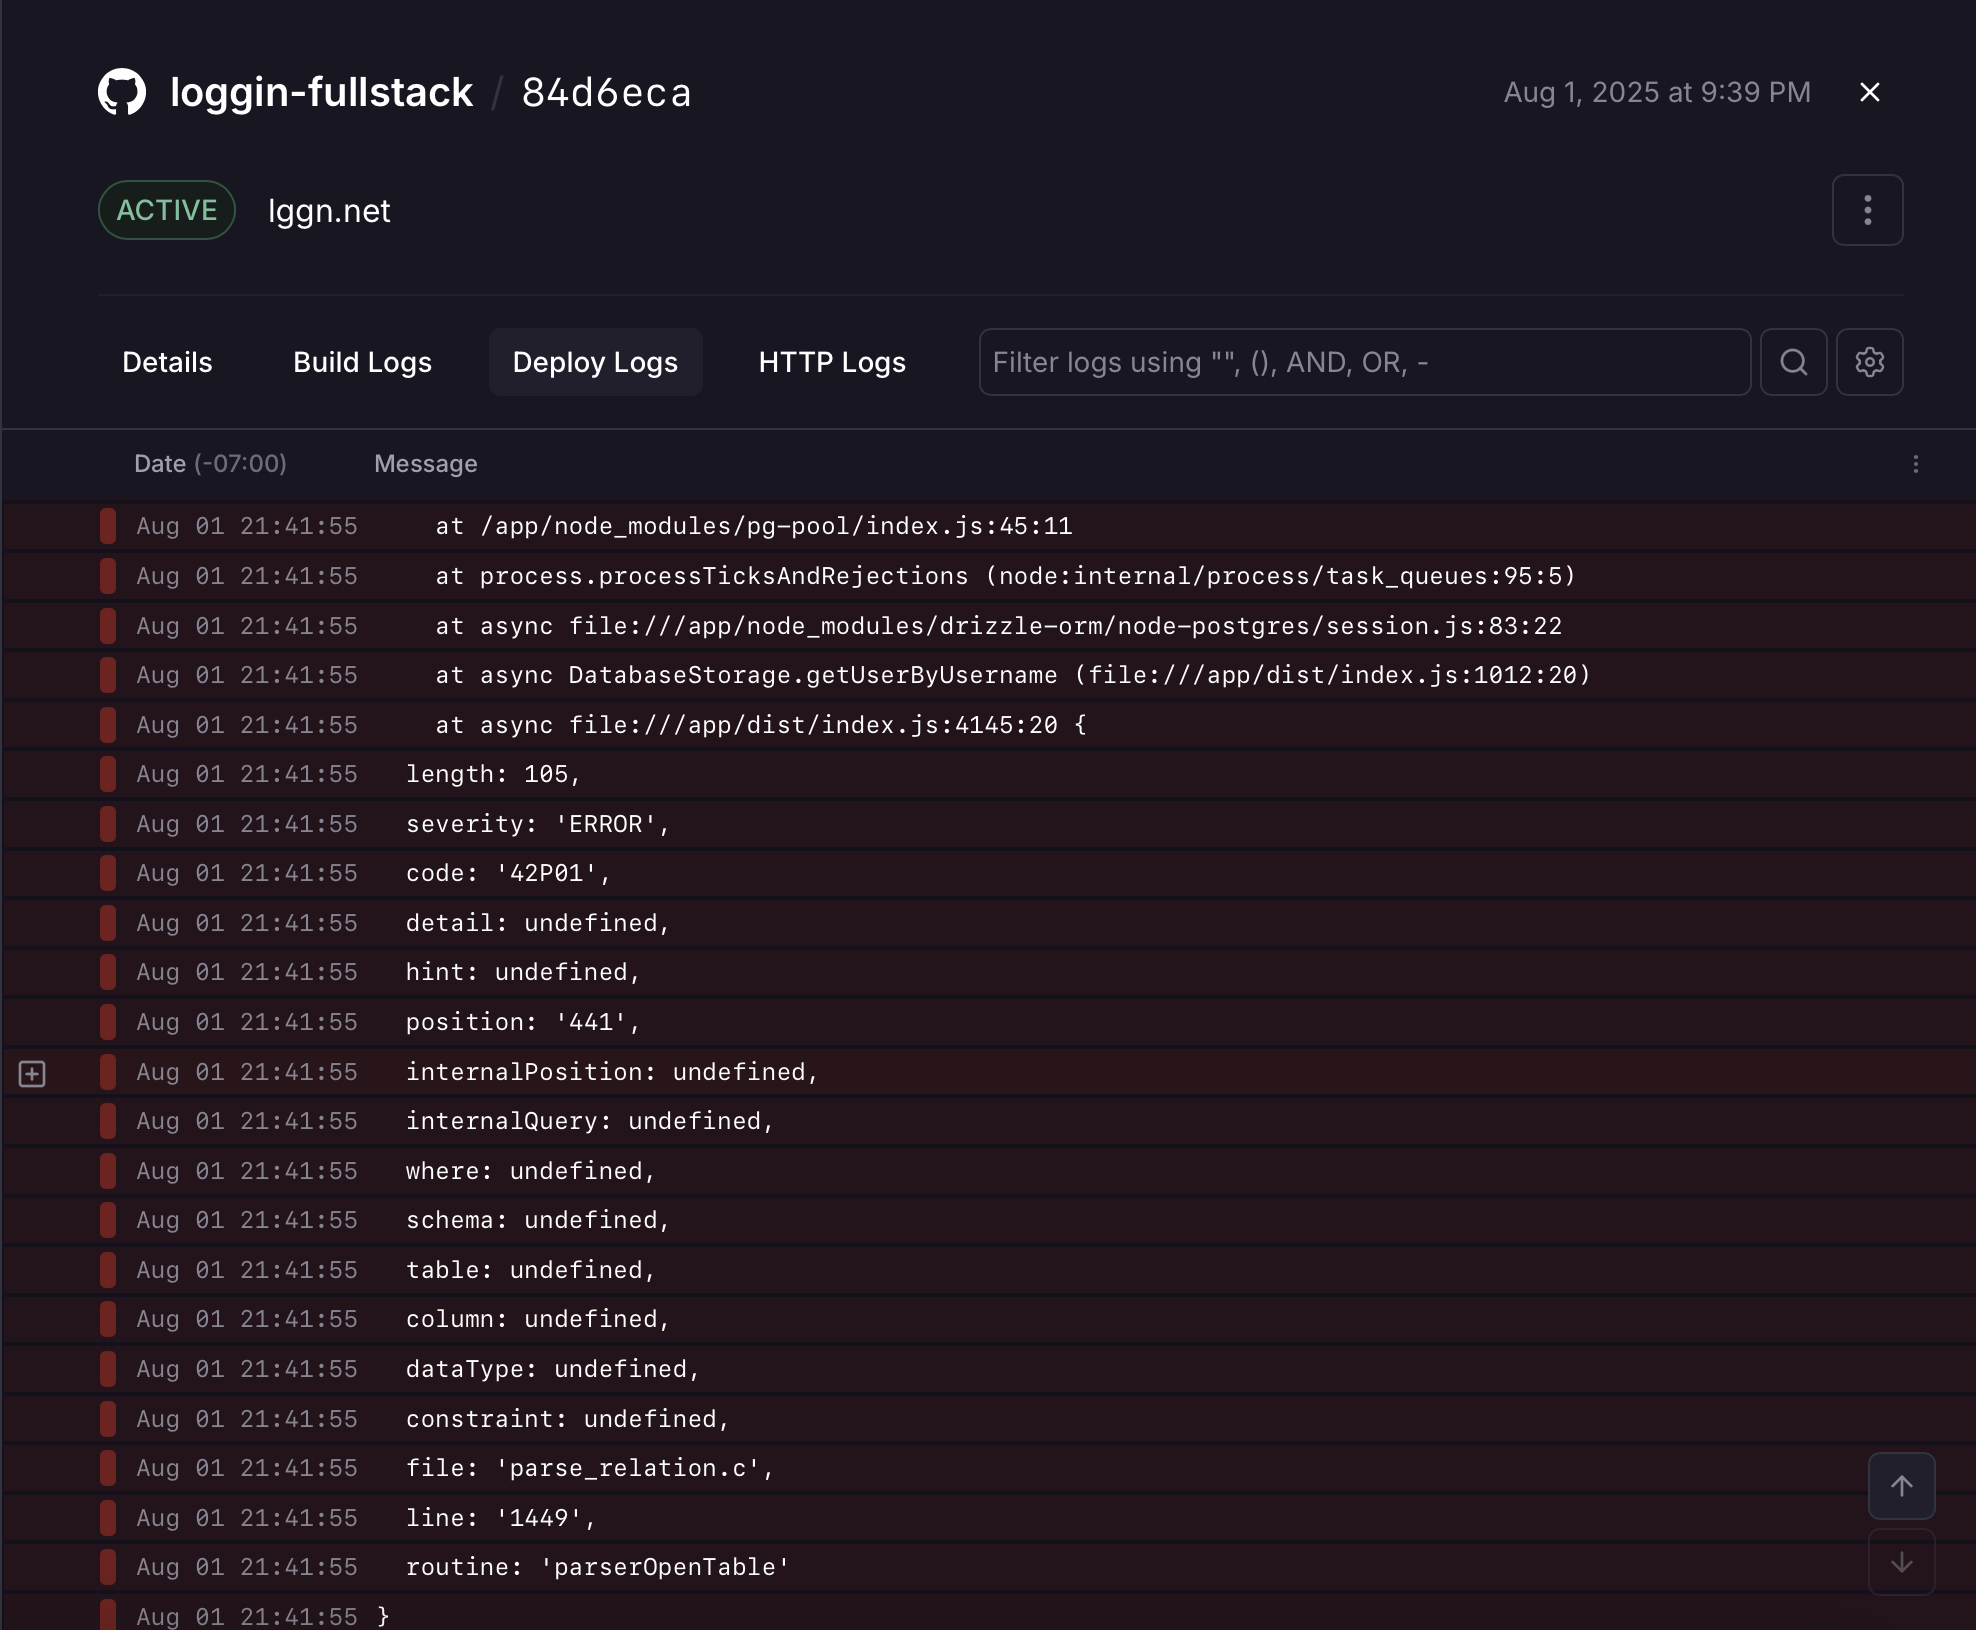 loggin-fullstack / 84d6eca
Aug 1, 2025 at 9:39 PM
ACTIVE lggn.net
Details Build Logs Deploy Logs HTTP Logs Filter logs using "", (), AND, OR, -
Date (-07:00) Message
Aug 01 21:41:55 at /app/node_modules/pg-pool/index.js:45:11
Aug 01 21:41:55 at process.processTicksAndRejections (node:internal/process/task_queues:95:5)
Aug 01 21:41:55 at async file:///app/node_modules/drizzle-orm/node-postgres/session.js:83:22
Aug 01 21:41:55 at async DatabaseStorage.getUserByUsername (file:///app/dist/index.js:1012:20)
Aug 01 21:41:55 at async file:///app/dist/index.js:4145:20 {
Aug 01 21:41:55 length: 105,
Aug 01 21:41:55 severity: 'ERROR',
Aug 01 21:41:55 code: '42P01',
Aug 01 21:41:55 detail: undefined,
Aug 01 21:41:55 hint: undefined,
Aug 01 21:41:55 position: '441',
Aug 01 21:41:55 internalPosition: undefined,
Aug 01 21:41:55 internalQuery: undefined,
Aug 01 21:41:55 where: undefined,
Aug 01 21:41:55 schema: undefined,
Aug 01 21:41:55 table: undefined,
Aug 01 21:41:55 column: undefined,
Aug 01 21:41:55 dataType: undefined,
Aug 01 21:41:55 constraint: undefined,
Aug 01 21:41:55 file: 'parse_relation.c',
Aug 01 21:41:55 line: '1449',
Aug 01 21:41:55 routine: 'parserOpenTable'
Aug 01 21:41:55 }